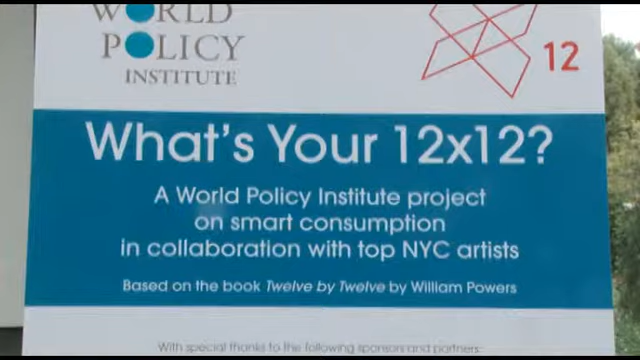 WORLD
POLICY
INSTITUTE
12
What's Your 12x12?
A World Policy Institute project
on smart consumption
in collaboration with top NYC artists
Based on the book Twelve by Twelve by William Powers
With special thanks to the following sponsors and partners: